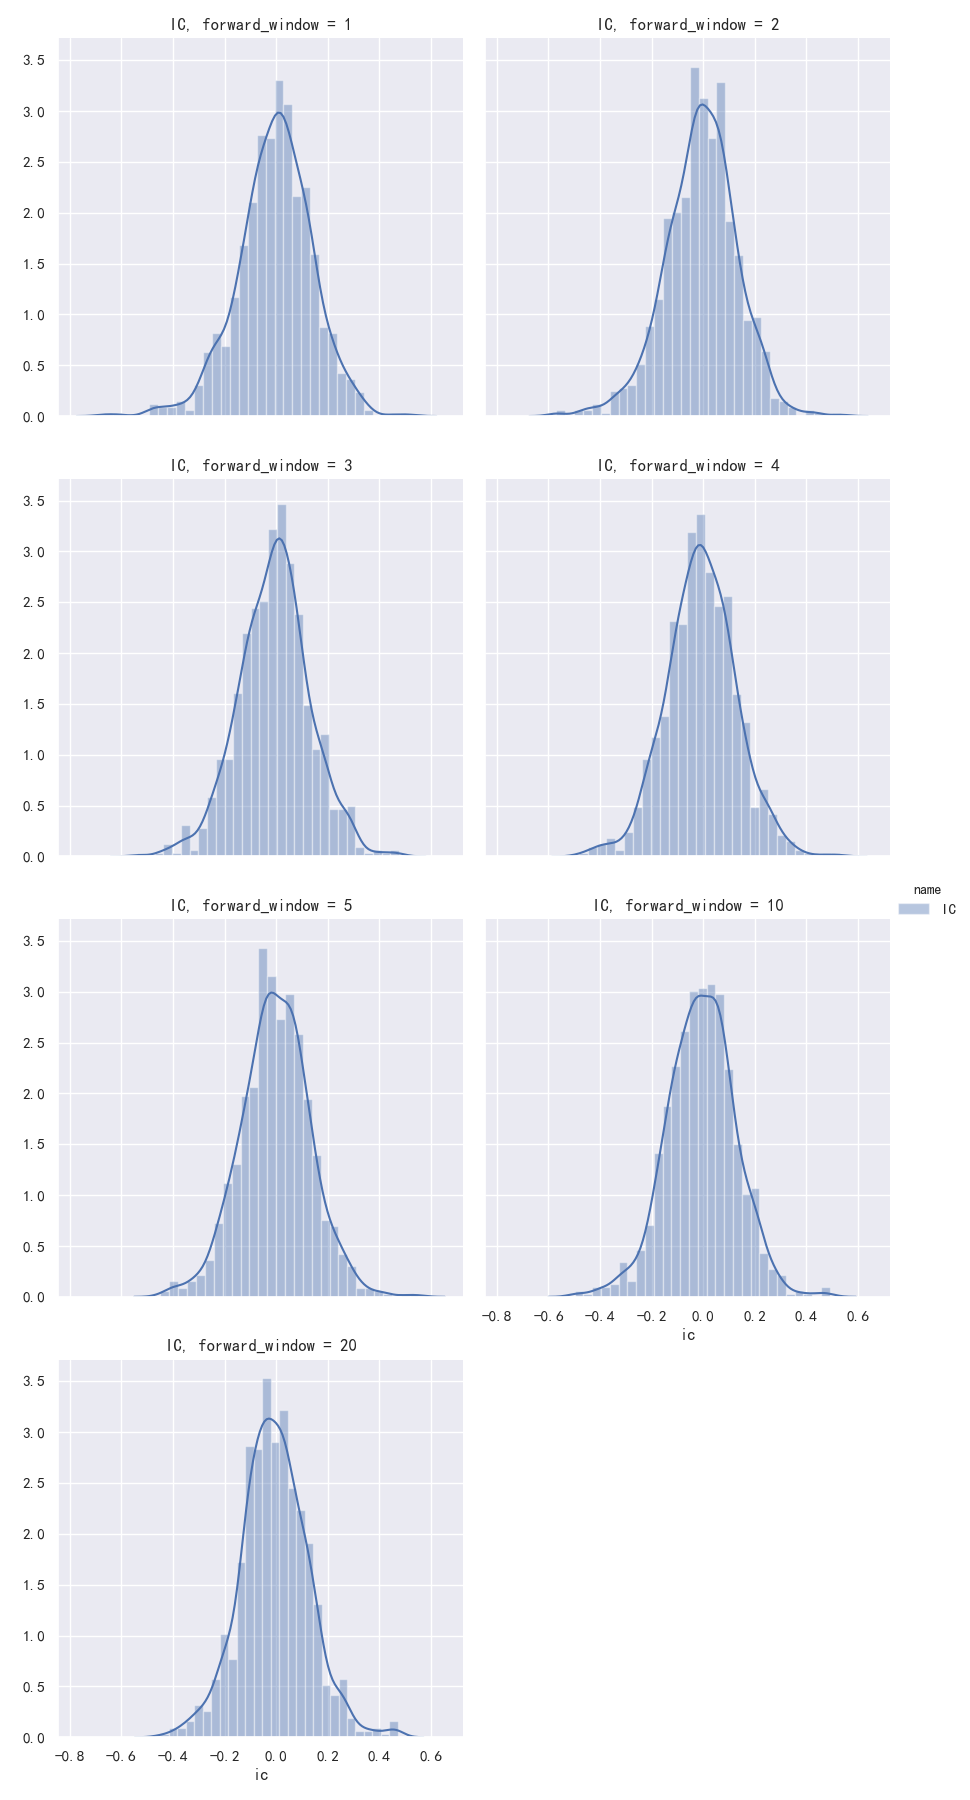 IC, forward_window = 1
IC, forward_window = 2
3.5
3.0
2.5
2.0
1.5
1.0
0.5
0.0
IC, forward_window = 3
IC, forward_window = 4
3.5
3.0
2.5
2.0
1.5
1.0
0.5
0.0
name
IC
IC, forward_window = 5
IC, forward_window = 10
3.5
3.0
2.5
2.0
1.5
1.0
0.5
0.0
-0.8 -0.6 -0.4 -0.2 0.0 0.2 0.4 0.6
ic
IC, forward_window = 20
3.5
3.0
2.5
2.0
1.5
1.0
0.5
0.0
-0.8 -0.6 -0.4 -0.2 0.0 0.2 0.4 0.6
ic